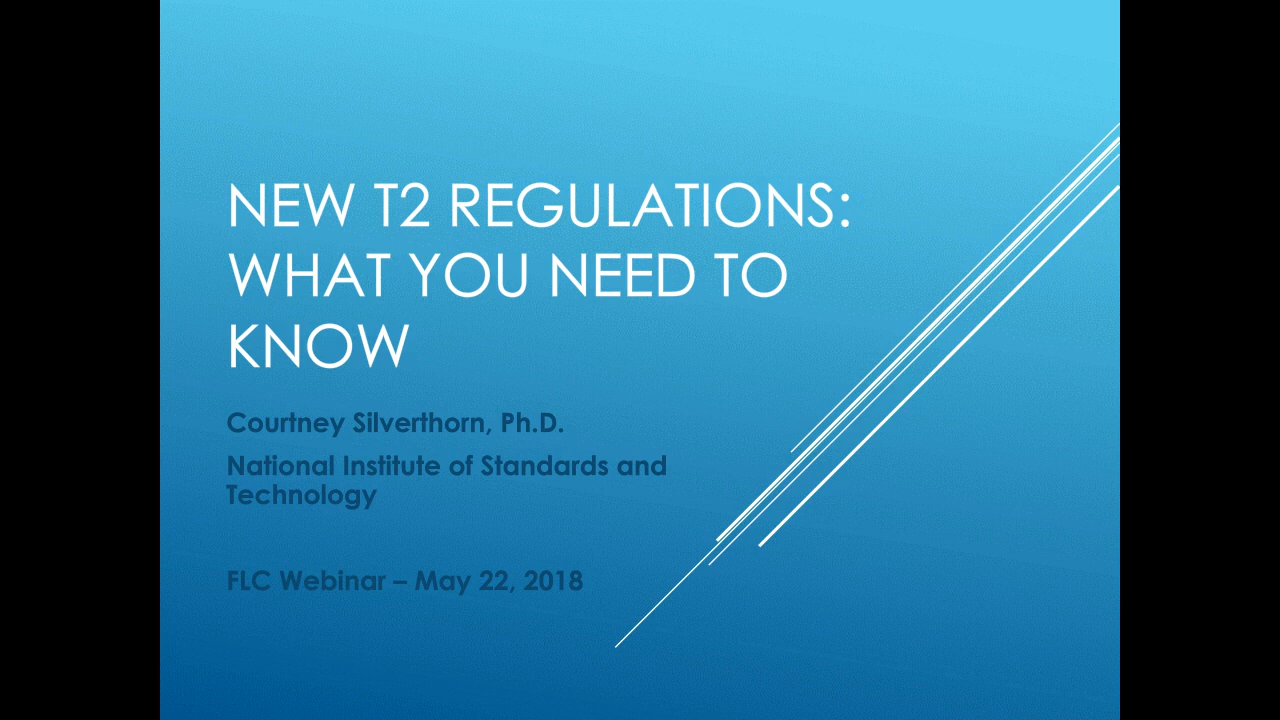 NEW T2 REGULATIONS:
WHAT YOU NEED TO
KNOW
Courtney Silverthorn, Ph.D.
National Institute of Standards and
Technology
FLC Webinar – May 22, 2018